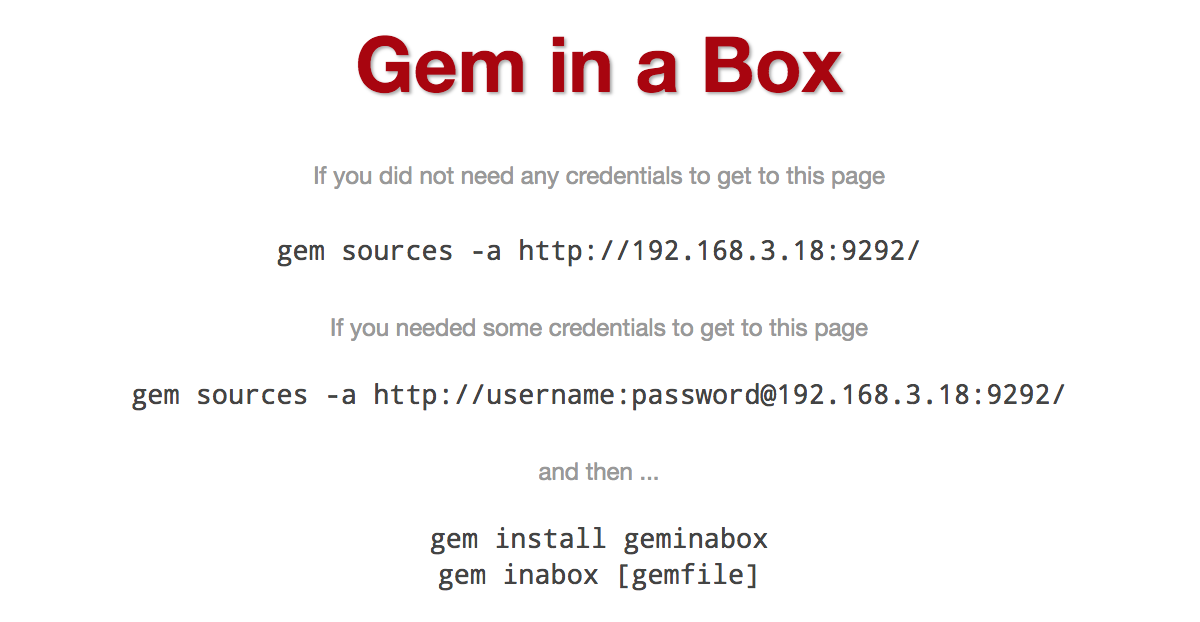 Gem in a Box
If you did not need any credentials to get to this page
gem sources -a http://192.168.3.18:9292/
If you needed some credentials to get to this page
gem sources -a http://username:password@192.168.3.18:9292/
and then ...
gem install geminabox
gem inabox [gemfile]